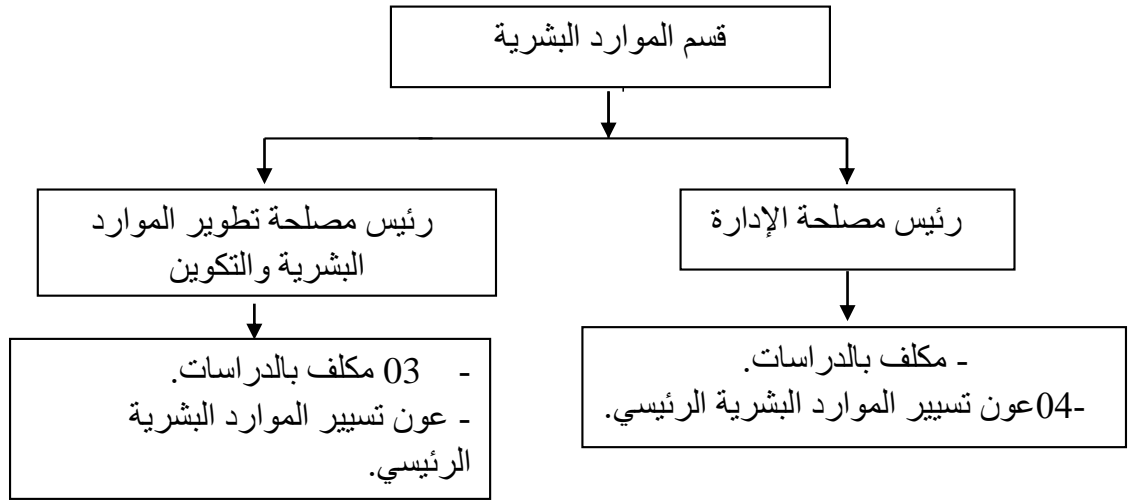 قسم الموارد البشرية
رئيس مصلحة الإدارة
رئيس مصلحة تطوير الموارد
البشرية والتكوين
- مكلف بالدراسات.
-04عون تسيير الموارد البشرية الرئيسي.
- 03 مكلف بالدراسات.
- عون تسيير الموارد البشرية
الرئيسي.